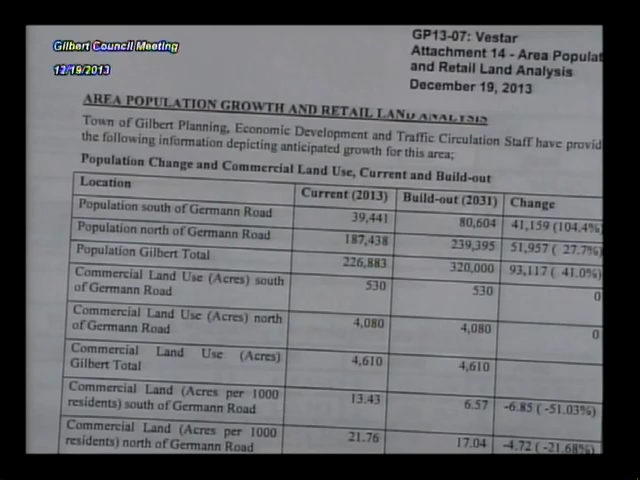 Gilbert Council Meeting
12/19/2013
GP13-07: Vestar
Attachment 14 - Area Populat
and Retail Land Analysis
December 19, 2013
AREA POPULATION GROWTH AND RETAIL LAND ANALYSIS
Town of Gilbert Planning, Economic Development and Traffic Circulation Staff have provid
the following information depicting anticipated growth for this area;
Population Change and Commercial Land Use, Current and Build-out
Location Current (2013) Build-out (2031) Change
Population south of Germann Road 39,441 80,604 41,159 (104.4%
Population north of Germann Road 187,438 239,395 51,957 ( 27.7%
Population Gilbert Total 226,883 320,000 93,117 ( 41.0%
Commercial Land Use (Acres) south 530 530 0
of Germann Road
Commercial Land Use (Acres) north 4,080 4,080 0
of Germann Road
Commercial Land Use (Acres) 4,610 4,610
Gilbert Total
Commercial Land (Acres per 1000 13.43 6.57 -6.85 ( -51.03%)
residents) south of Germann Road
Commercial Land (Acres per 1000 21.76 17.04 -4.72 ( -21.68%)
residents) north of Germann Road